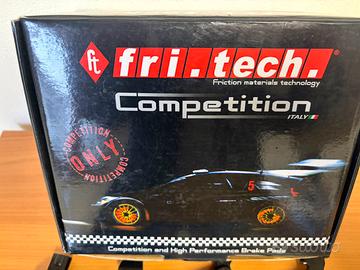 ft
fri.tech.
Friction materials technology
Competition
ITALY
COMPETITION
ONLY
COMPETITION
5
Competition and High Performance Brake Pads